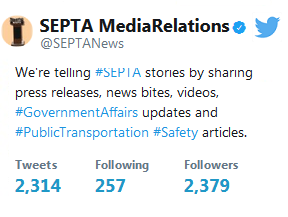 SEPTA MediaRelations
@SEPTANews
We're telling #SEPTA stories by sharing
press releases, news bites, videos,
#GovernmentAffairs updates and
#PublicTransportation #Safety articles.
Tweets Following Followers
2,314 257 2,379